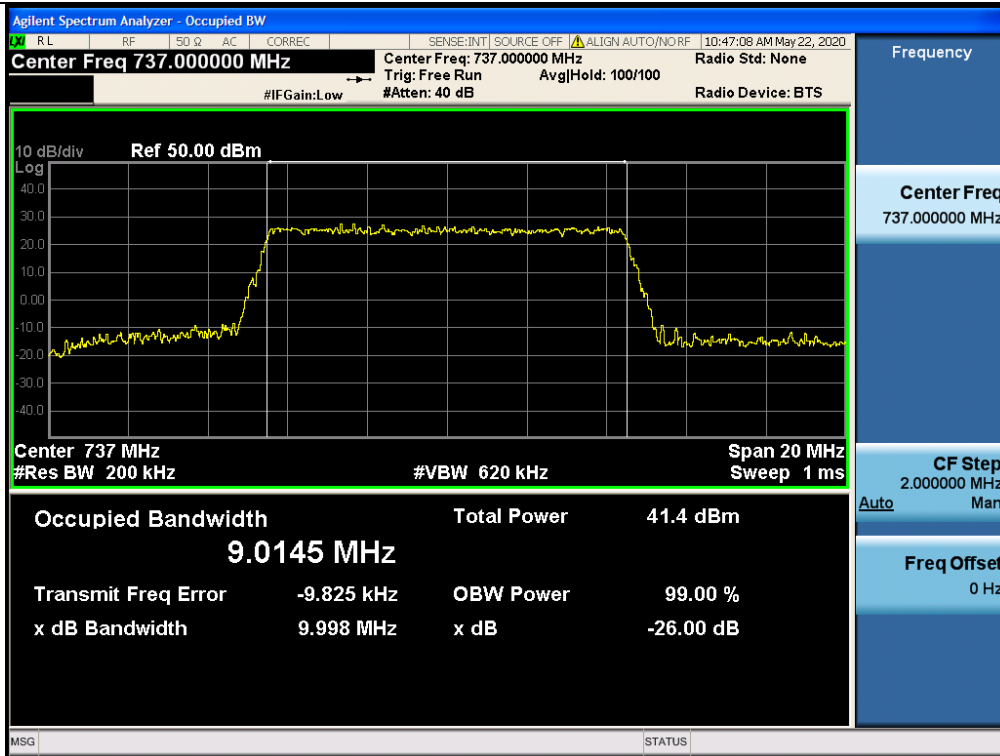 Agilent Spectrum Analyzer - Occupied BW
LXI RL RF 50 Ω AC CORREC SENSE:INT SOURCE OFF ALIGN AUTO/NO RF 10:47:08 AM May 22, 2020
Center Freq 737.000000 MHz
Center Freq: 737.000000 MHz
Radio Std: None
Trig: Free Run Avg|Hold: 100/100
#IFGain:Low
#Atten: 40 dB
Radio Device: BTS
10 dB/div Ref 50.00 dBm
Log
40.0
30.0
20.0
10.0
0.00
-10.0
-20.0
-30.0
-40.0
Center 737 MHz Span 20 MHz
#Res BW 200 kHz #VBW 620 kHz Sweep 1 ms
Occupied Bandwidth Total Power 41.4 dBm
9.0145 MHz
Transmit Freq Error -9.825 kHz OBW Power 99.00 %
x dB Bandwidth 9.998 MHz x dB -26.00 dB
MSG STATUS
Frequency
Center Freq
737.000000 MHz
CF Step
2.000000 MHz
Auto Man
Freq Offset
0 Hz